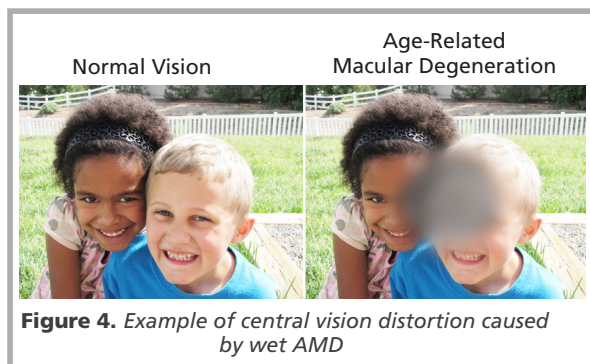 Normal Vision
Age-Related
Macular Degeneration
Figure 4. Example of central vision distortion caused
by wet AMD